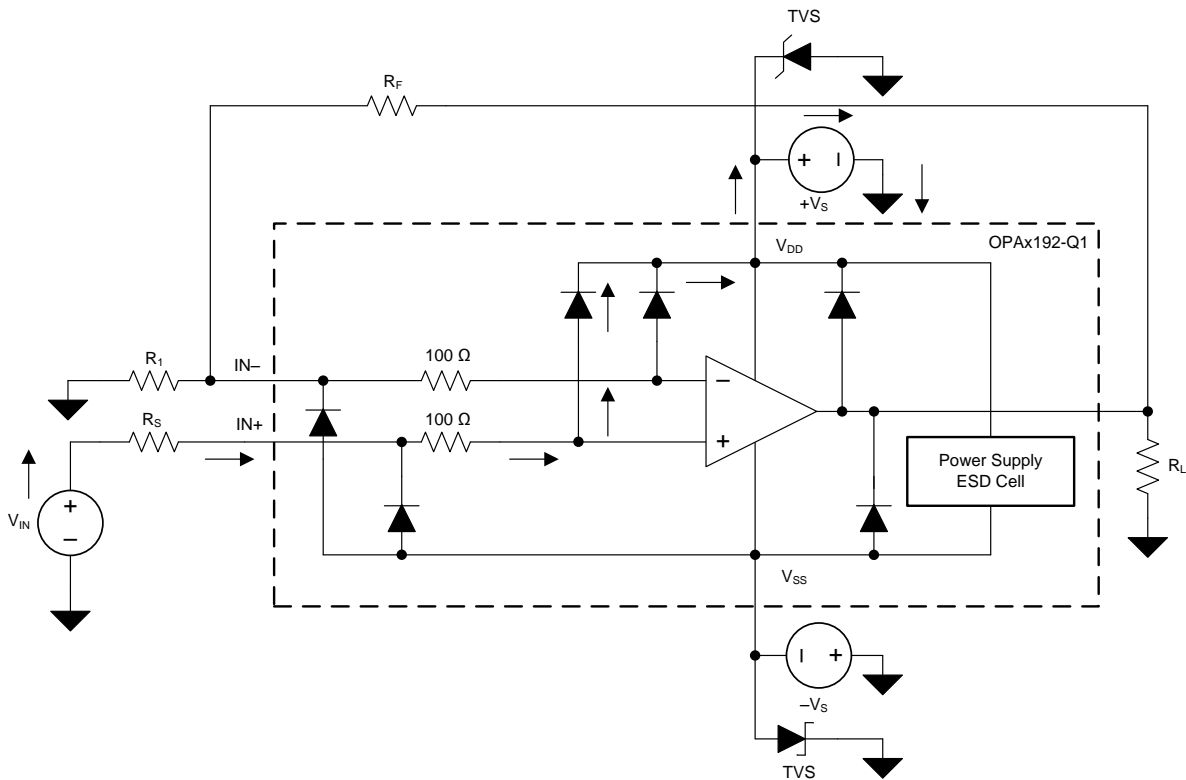 TVS
RF
+ –
+VS
OPAx192-Q1
VDD
R1
IN–
100 Ω
–
RS
IN+
100 Ω
+
Power Supply
ESD Cell
RL
VIN
+
–
VSS
– +
–VS
TVS